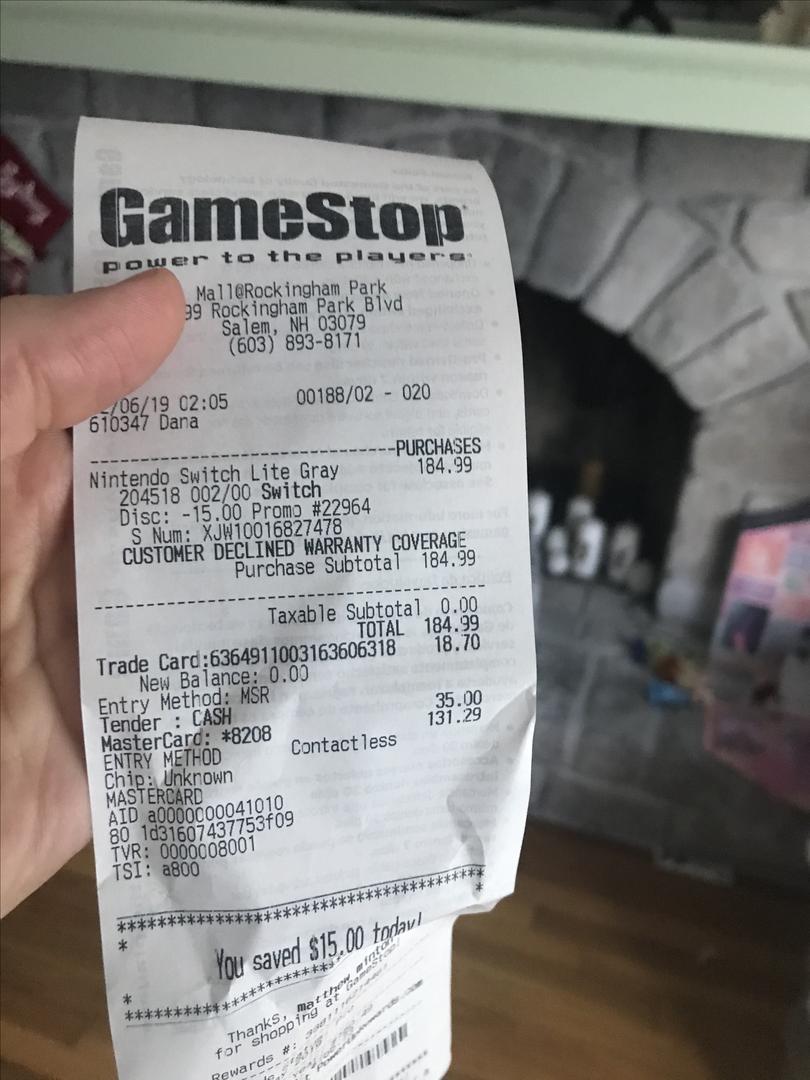 GameStop
power to the players
Mall@Rockingham Park
99 Rockingham Park Blvd
Salem, NH 03079
(603) 893-8171
/06/19 02:05 00188/02 - 020
610347 Dana
PURCHASES
Nintendo Switch Lite Gray 184.99
204518 002/00 Switch
Disc: -15.00 Promo #22964
S Num: XJW10016827478
CUSTOMER DECLINED WARRANTY COVERAGE
Purchase Subtotal 184.99
Taxable Subtotal 0.00
TOTAL 184.99
Trade Card:6364911003163606318 18.70
New Balance: 0.00
Entry Method: MSR
Tender : CASH 35.00
MasterCard: *8208 131.29
ENTRY METHOD Contactless
Chip: Unknown
MASTERCARD
AID a0000000041010
80 1d31607437753f09
TVR: 0000008001
TSI: a800
****************************************
* *
You saved $15.00 today!
* 
****************************************
Thanks, matthew minton
for shopping at GameStop!
Rewards #: